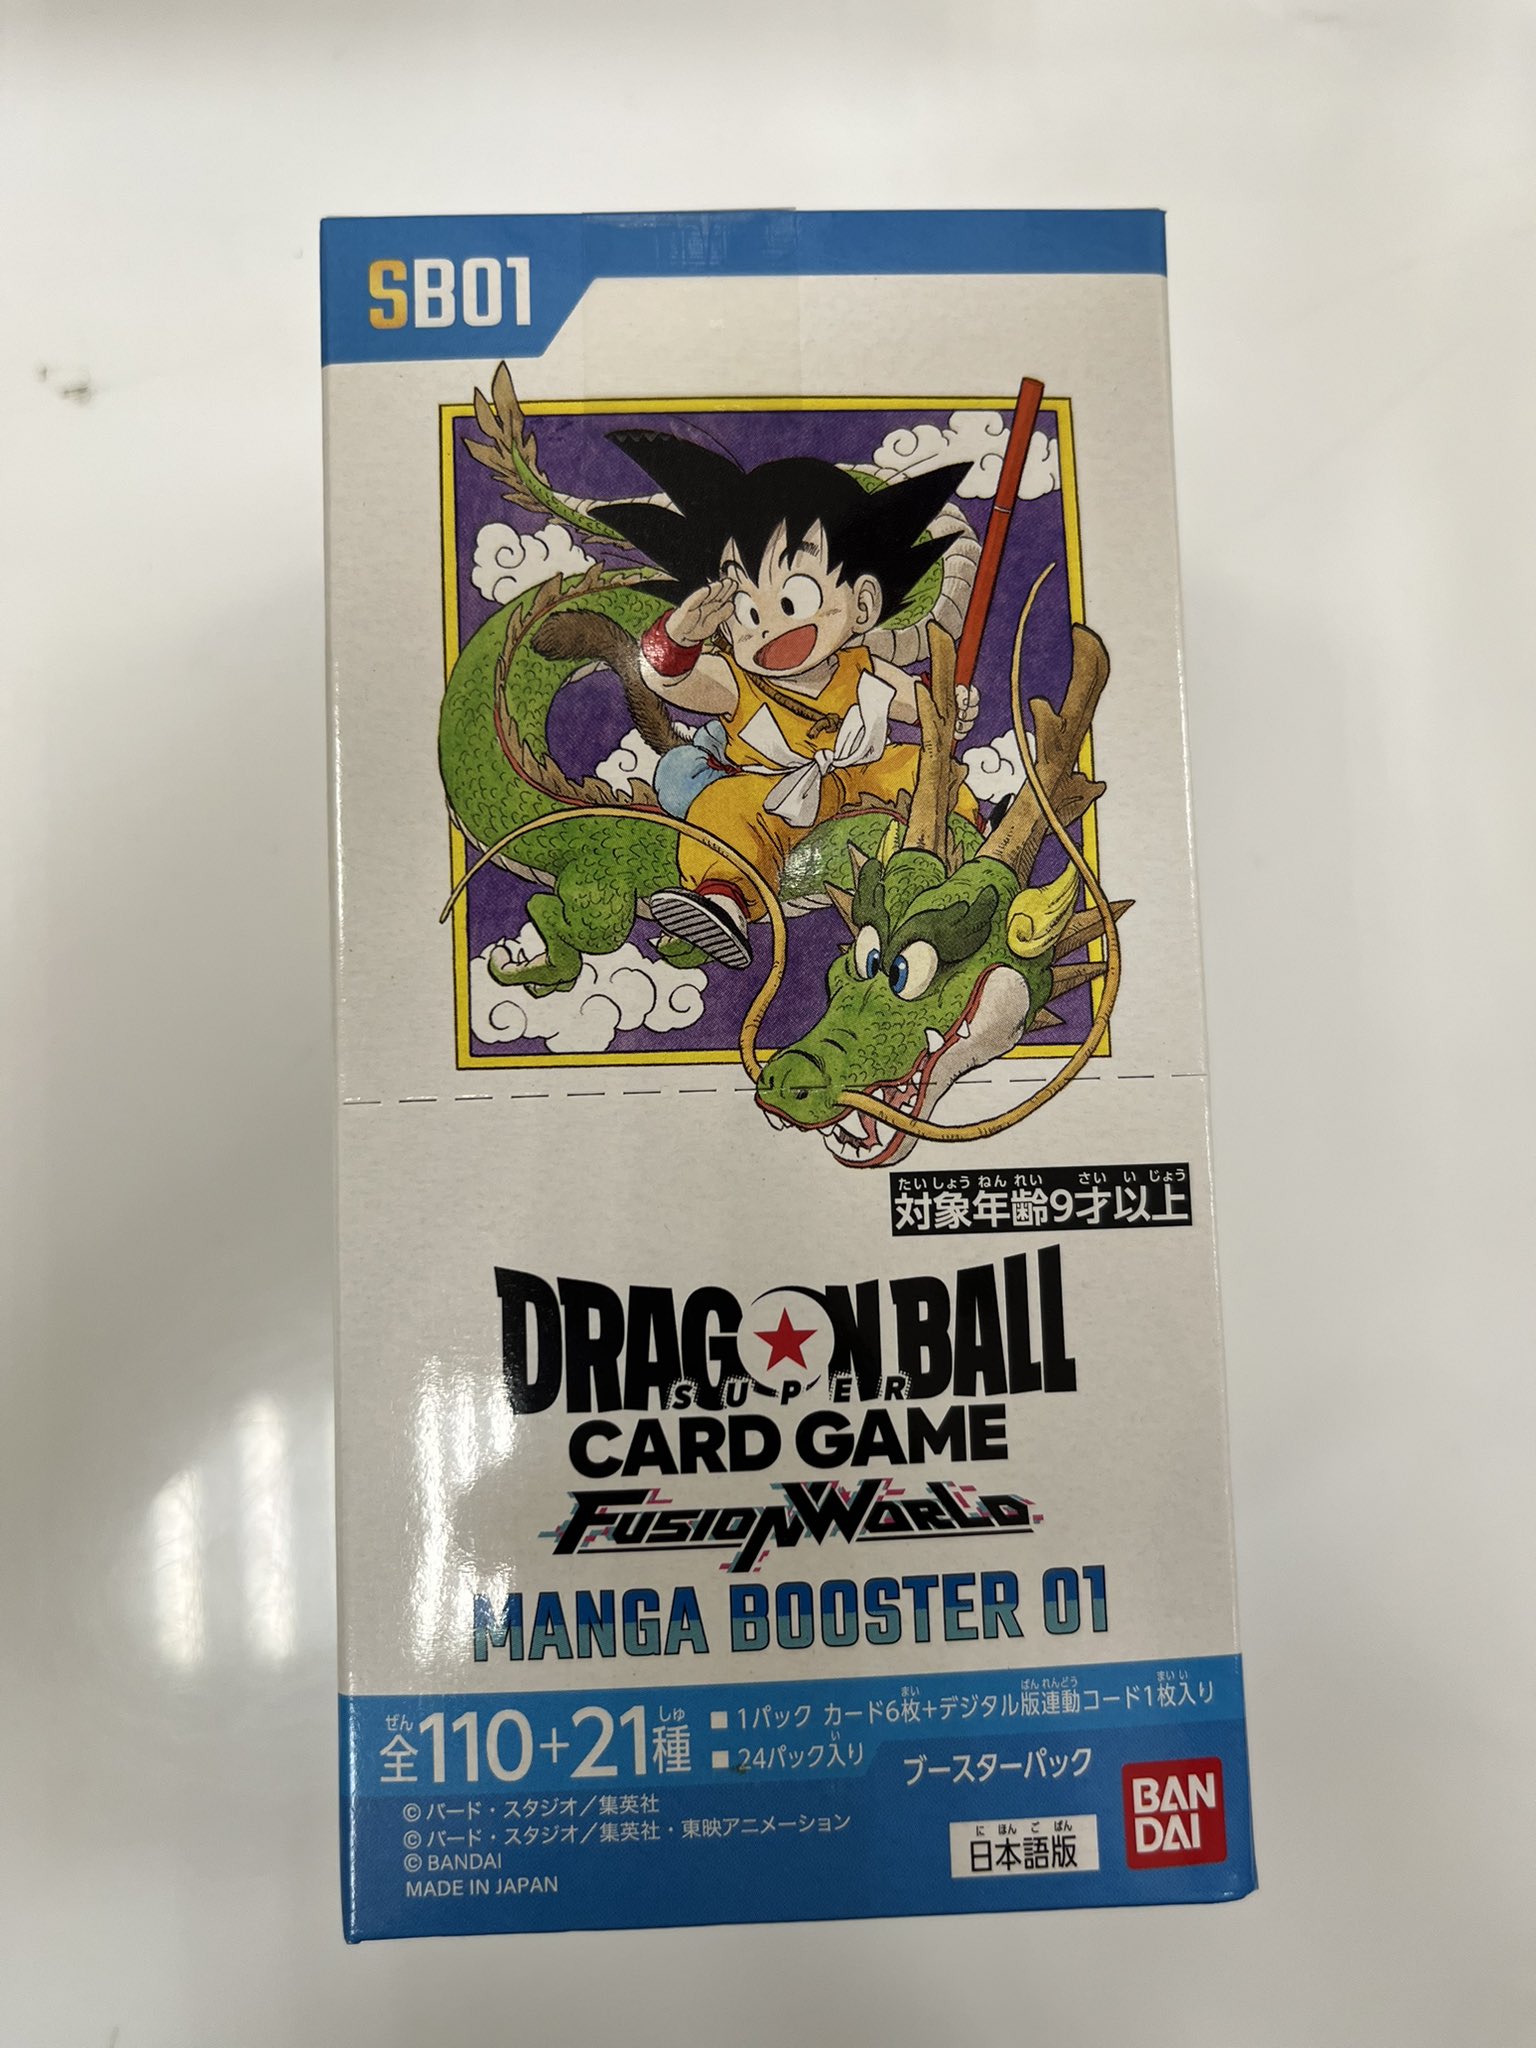 SB01
対象年齢9才以上
たいしょうねんれい さいいじょう
DRAGON BALL
SUPER
CARD GAME
FUSION WORLD
MANGA BOOSTER 01
全110+21種
ぜん しゅ
■1パック カード6枚+デジタル版連動コード1枚入り
まい ばんれんどう まいい
■24パック入り
い
ブースターパック
©バード・スタジオ/集英社
©バード・スタジオ/集英社・東映アニメーション
©BANDAI
MADE IN JAPAN
日本語版
にほんごばん
BAN
DAI